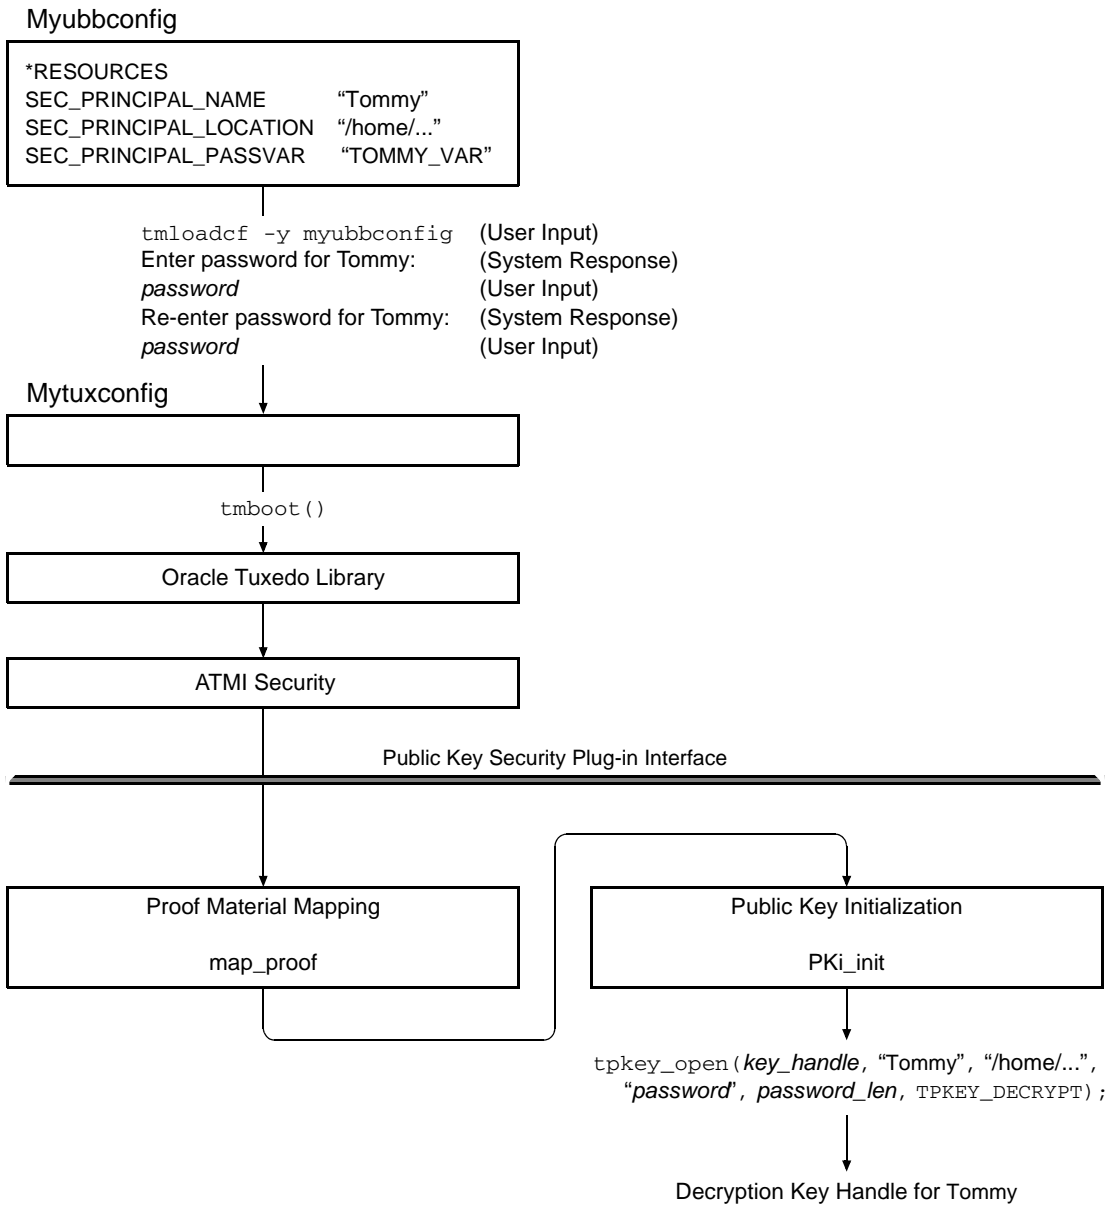 Myubbconfig
*RESOURCES
SEC_PRINCIPAL_NAME “Tommy”
SEC_PRINCIPAL_LOCATION “/home/...”
SEC_PRINCIPAL_PASSVAR “TOMMY_VAR”
tmloadcf -y myubbconfig (User Input)
Enter password for Tommy: (System Response)
password (User Input)
Re-enter password for Tommy: (System Response)
password (User Input)
Mytuxconfig
tmboot()
Oracle Tuxedo Library
ATMI Security
Public Key Security Plug-in Interface
Proof Material Mapping
map_proof
Public Key Initialization
PKi_init
tpkey_open(key_handle, “Tommy”, “/home/...”,
“password”, password_len, TPKEY_DECRYPT);
Decryption Key Handle for Tommy